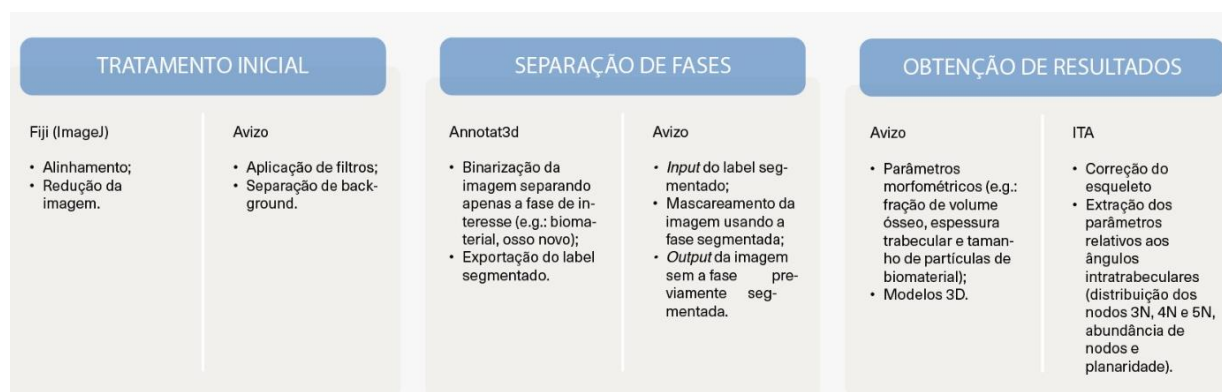 TRATAMENTO INICIAL
Fiji (ImageJ)
• Alinhamento;
• Redução da
imagem.
Avizo
• Aplicação de filtros;
• Separação de back-
ground.
SEPARAÇÃO DE FASES
Annotat3d
• Binarização da
imagem separando
apenas a fase de in-
teresse (e.g.: bioma-
terial, osso novo);
• Exportação do label
segmentado.
Avizo
• Input do label seg-
mentado;
• Mascareamento da
imagem usando a
fase segmentada;
• Output da imagem
sem a fase pre-
viamente seg-
mentada.
OBTENÇÃO DE RESULTADOS
Avizo
• Parâmetros
morfométricos (e.g.:
fração de volume
ósseo, espessura
trabecular e taman-
ho de partículas de
biomaterial);
• Modelos 3D.
ITA
• Correção do
esqueleto
• Extração dos
parâmetros
relativos aos
ângulos
intratrabeculares
(distribuição dos
nodos 3N, 4N e 5N,
abundância de
nodos e
planaridade).